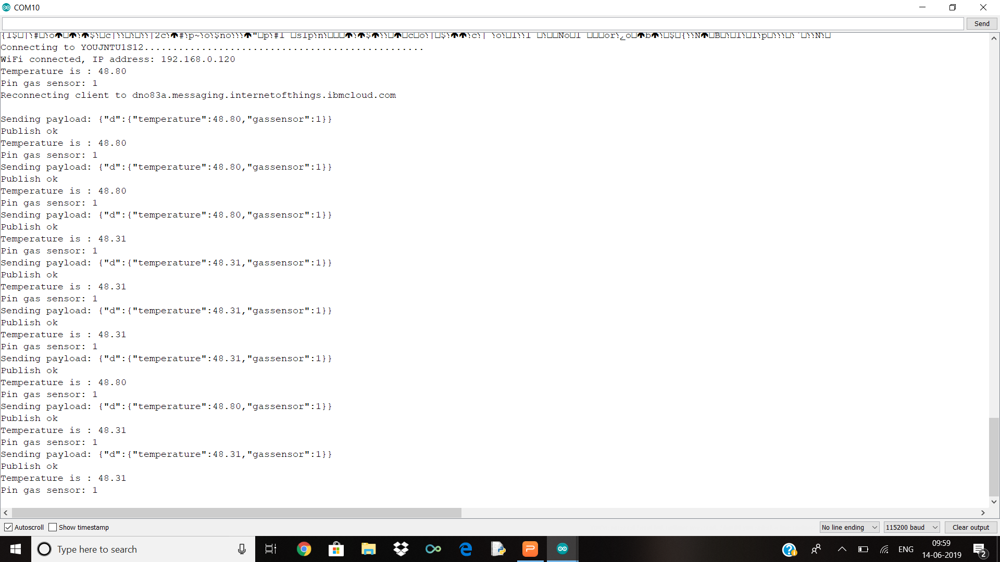 COM10
Send
Connecting to YOUJNTU1S12.................................................
WiFi connected, IP address: 192.168.0.120
Temperature is : 48.80
Pin gas sensor: 1
Reconnecting client to dno83a.messaging.internetofthings.ibmcloud.com
Sending payload: {"d":{"temperature":48.80,"gassensor":1}}
Publish ok
Temperature is : 48.80
Pin gas sensor: 1
Sending payload: {"d":{"temperature":48.80,"gassensor":1}}
Publish ok
Temperature is : 48.80
Pin gas sensor: 1
Sending payload: {"d":{"temperature":48.80,"gassensor":1}}
Publish ok
Temperature is : 48.31
Pin gas sensor: 1
Sending payload: {"d":{"temperature":48.31,"gassensor":1}}
Publish ok
Temperature is : 48.31
Pin gas sensor: 1
Sending payload: {"d":{"temperature":48.31,"gassensor":1}}
Publish ok
Temperature is : 48.31
Pin gas sensor: 1
Sending payload: {"d":{"temperature":48.31,"gassensor":1}}
Publish ok
Temperature is : 48.80
Pin gas sensor: 1
Sending payload: {"d":{"temperature":48.80,"gassensor":1}}
Publish ok
Temperature is : 48.31
Pin gas sensor: 1
Sending payload: {"d":{"temperature":48.31,"gassensor":1}}
Publish ok
Temperature is : 48.31
Pin gas sensor: 1
Autoscroll Show timestamp No line ending 115200 baud Clear output
Type here to search ENG 09:59
14-06-2019 2